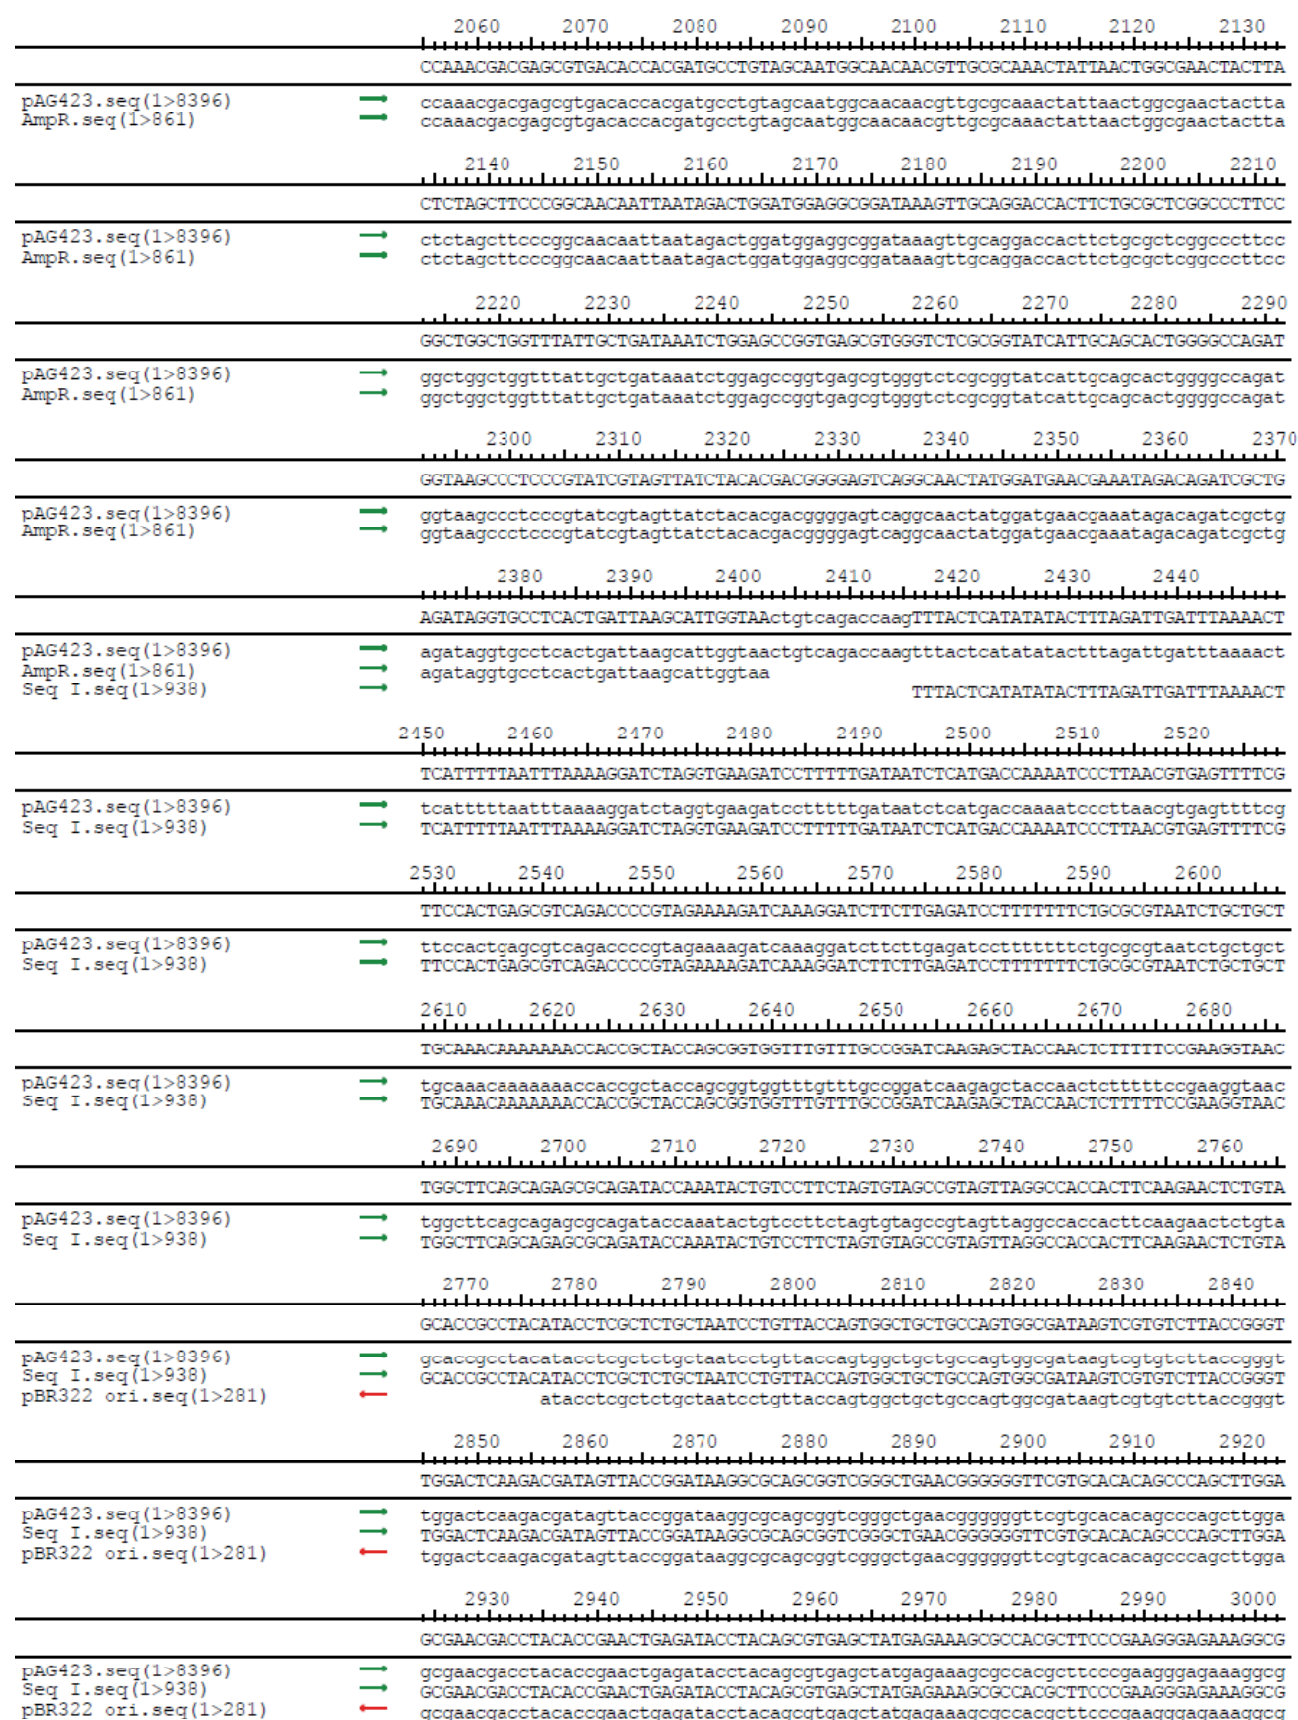 2060 2070 2080 2090 2100 2110 2120 2130
CCAAACGACGAGCGTGACACCACGATGCCTGTAGCAATGGCAACAACGTTGCGCAAACTATTAACTGGCGAACTACTTA
pAG423.seq(1>8396) ccaaacgacgagcgtgacaccacgatgcctgtagcaatggcaacaacgttgcgcaaactattaactggcgaactactta
AmpR.seq(1>861) ccaaacgacgagcgtgacaccacgatgcctgtagcaatggcaacaacgttgcgcaaactattaactggcgaactactta
2140 2150 2160 2170 2180 2190 2200 2210
CTCTAGCTTCCCGGCAACAATTAATAGACTGGATGGAGGCGGATAAAGTTGCAGGACCACTTCTGCGCTCGGCCCTTCC
pAG423.seq(1>8396) ctctagcttcccggcaacaattaatagactggatggaggcggataaagttgcaggaccacttctgcgctcggcccttcc
AmpR.seq(1>861) ctctagcttcccggcaacaattaatagactggatggaggcggataaagttgcaggaccacttctgcgctcggcccttcc
2220 2230 2240 2250 2260 2270 2280 2290
GGCTGGCTGGTTTATTGCTGATAAATCTGGAGCCGGTGAGCGTGGGTCTCGCGGTATCATTGCAGCACTGGGGCCAGAT
pAG423.seq(1>8396) ggctggctggtttattgctgataaatctggagccggtgagcgtgggtctcgcggtatcattgcagcactggggccagat
AmpR.seq(1>861) ggctggctggtttattgctgataaatctggagccggtgagcgtgggtctcgcggtatcattgcagcactggggccagat
2300 2310 2320 2330 2340 2350 2360 2370
GGTAAGCCCTCCCGTATCGTAGTTATCTACACGACGGGGAGTCAGGCAACTATGGATGAACGAAATAGACAGATCGCTG
pAG423.seq(1>8396) ggtaagccctcccgtatcgtagttatctacacgacggggagtcaggcaactatggatgaacgaaatagacagatcgctg
AmpR.seq(1>861) ggtaagccctcccgtatcgtagttatctacacgacggggagtcaggcaactatggatgaacgaaatagacagatcgctg
2380 2390 2400 2410 2420 2430 2440
AGATAGGTGCCTCACTGATTAAGCATTGGTAActgtcagaccaagTTTACTCATATATACTTTAGATTGATTTAAAACT
pAG423.seq(1>8396) agataggtgcctcactgattaagcattggtaactgtcagaccaagtttactcatatatactttagattgatttaaaact
AmpR.seq(1>861) agataggtgcctcactgattaagcattggtaa
Seq I.seq(1>938) TTTACTCATATATACTTTAGATTGATTTAAAACT
2450 2460 2470 2480 2490 2500 2510 2520
TCATTTTTAATTTAAAAGGATCTAGGTGAAGATCCTTTTTGATAATCTCATGACCAAAATCCCTTAACGTGAGTTTTCG
pAG423.seq(1>8396) tcatttttaatttaaaaggatctaggtgaagatcctttttgataatctcatgaccaaaatcccttaacgtgagttttcg
Seq I.seq(1>938) TCATTTTTAATTTAAAAGGATCTAGGTGAAGATCCTTTTTGATAATCTCATGACCAAAATCCCTTAACGTGAGTTTTCG
2530 2540 2550 2560 2570 2580 2590 2600
TTCCACTGAGCGTCAGACCCCGTAGAAAAGATCAAAGGATCTTCTTGAGATCCTTTTTTTCTGCGCGTAATCTGCTGCT
pAG423.seq(1>8396) ttccactgagcgtcagaccccgtagaaaagatcaaaggatcttcttgagatcctttttttctgcgcgtaatctgctgct
Seq I.seq(1>938) TTCCACTGAGCGTCAGACCCCGTAGAAAAGATCAAAGGATCTTCTTGAGATCCTTTTTTTCTGCGCGTAATCTGCTGCT
2610 2620 2630 2640 2650 2660 2670 2680
TGCAAACAAAAAAACCACCGCTACCAGCGGTGGTTTGTTTGCCGGATCAAGAGCTACCAACTCTTTTTCCGAAGGTAAC
pAG423.seq(1>8396) tgcaaacaaaaaaaccaccgctaccagcggtggtttgtttgccggatcaagagctaccaactctttttccgaaggtaac
Seq I.seq(1>938) TGCAAACAAAAAAACCACCGCTACCAGCGGTGGTTTGTTTGCCGGATCAAGAGCTACCAACTCTTTTTCCGAAGGTAAC
2690 2700 2710 2720 2730 2740 2750 2760
TGGCTTCAGCAGAGCGCAGATACCAAATACTGTCCTTCTAGTGTAGCCGTAGTTAGGCCACCACTTCAAGAACTCTGTA
pAG423.seq(1>8396) tggcttcagcagagcgcagataccaaatactgtccttctagtgtagccgtagttaggccaccacttcaagaactctgta
Seq I.seq(1>938) TGGCTTCAGCAGAGCGCAGATACCAAATACTGTCCTTCTAGTGTAGCCGTAGTTAGGCCACCACTTCAAGAACTCTGTA
2770 2780 2790 2800 2810 2820 2830 2840
GCACCGCCTACATACCTCGCTCTGCTAATCCTGTTACCAGTGGCTGCTGCCAGTGGCGATAAGTCGTGTCTTACCGGGT
pAG423.seq(1>8396) gcaccgcctacatacctcgctctgctaatcctgttaccagtggctgctgccagtggcgataagtcgtgtcttaccgggt
Seq I.seq(1>938) GCACCGCCTACATACCTCGCTCTGCTAATCCTGTTACCAGTGGCTGCTGCCAGTGGCGATAAGTCGTGTCTTACCGGGT
pBR322 ori.seq(1>281) atacctcgctctgctaatcctgttaccagtggctgctgccagtggcgataagtcgtgtcttaccgggt
2850 2860 2870 2880 2890 2900 2910 2920
TGGACTCAAGACGATAGTTACCGGATAAGGCGCAGCGGTCGGGCTGAACGGGGGGTTCGTGCACACAGCCCAGCTTGGA
pAG423.seq(1>8396) tggactcaagacgatagttaccggataaggcgcagcggtcgggctgaacggggggttcgtgcacacagcccagcttgga
Seq I.seq(1>938) TGGACTCAAGACGATAGTTACCGGATAAGGCGCAGCGGTCGGGCTGAACGGGGGGTTCGTGCACACAGCCCAGCTTGGA
pBR322 ori.seq(1>281) tggactcaagacgatagttaccggataaggcgcagcggtcgggctgaacggggggttcgtgcacacagcccagcttgga
2930 2940 2950 2960 2970 2980 2990 3000
GCGAACGACCTACACCGAACTGAGATACCTACAGCGTGAGCTATGAGAAAGCGCCACGCTTCCCGAAGGGAGAAAGGCG
pAG423.seq(1>8396) gcgaacgacctacaccgaactgagatacctacagcgtgagctatgagaaagcgccacgcttcccgaagggagaaaggcg
Seq I.seq(1>938) GCGAACGACCTACACCGAACTGAGATACCTACAGCGTGAGCTATGAGAAAGCGCCACGCTTCCCGAAGGGAGAAAGGCG
pBR322 ori.seq(1>281) gcgaacgacctacaccgaactgagatacctacagcgtgagctatgagaaagcgccacgcttcccgaagggagaaaggcg